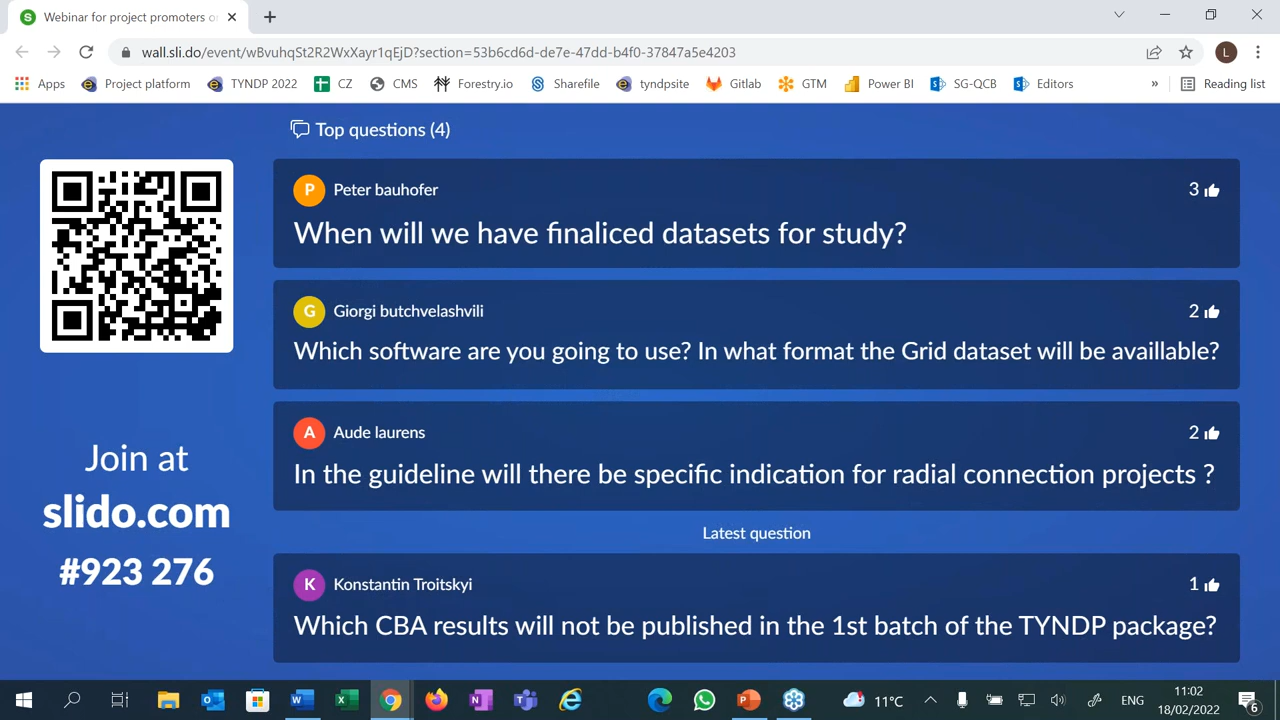 Webinar for project promoters o
wall.sli.do/event/wBvuhqSt2R2WxXayr1qEjD?section=53b6cd6d-de7e-47dd-b4f0-37847a5e4203
L
Apps Project platform TYNDP 2022 CZ CMS Forestry.io Sharefile tyndpsite Gitlab GTM Power BI SG-QCB Editors » Reading list
Top questions (4)
P Peter bauhofer 3
When will we have finaliced datasets for study?
G Giorgi butchvelashvili 2
Which software are you going to use? In what format the Grid dataset will be availlable?
A Aude laurens 2
In the guideline will there be specific indication for radial connection projects ?
Latest question
K Konstantin Troitskyi 1
Which CBA results will not be published in the 1st batch of the TYNDP package?
Join at
slido.com
#923 276
11°C ENG 11:02
18/02/2022
6